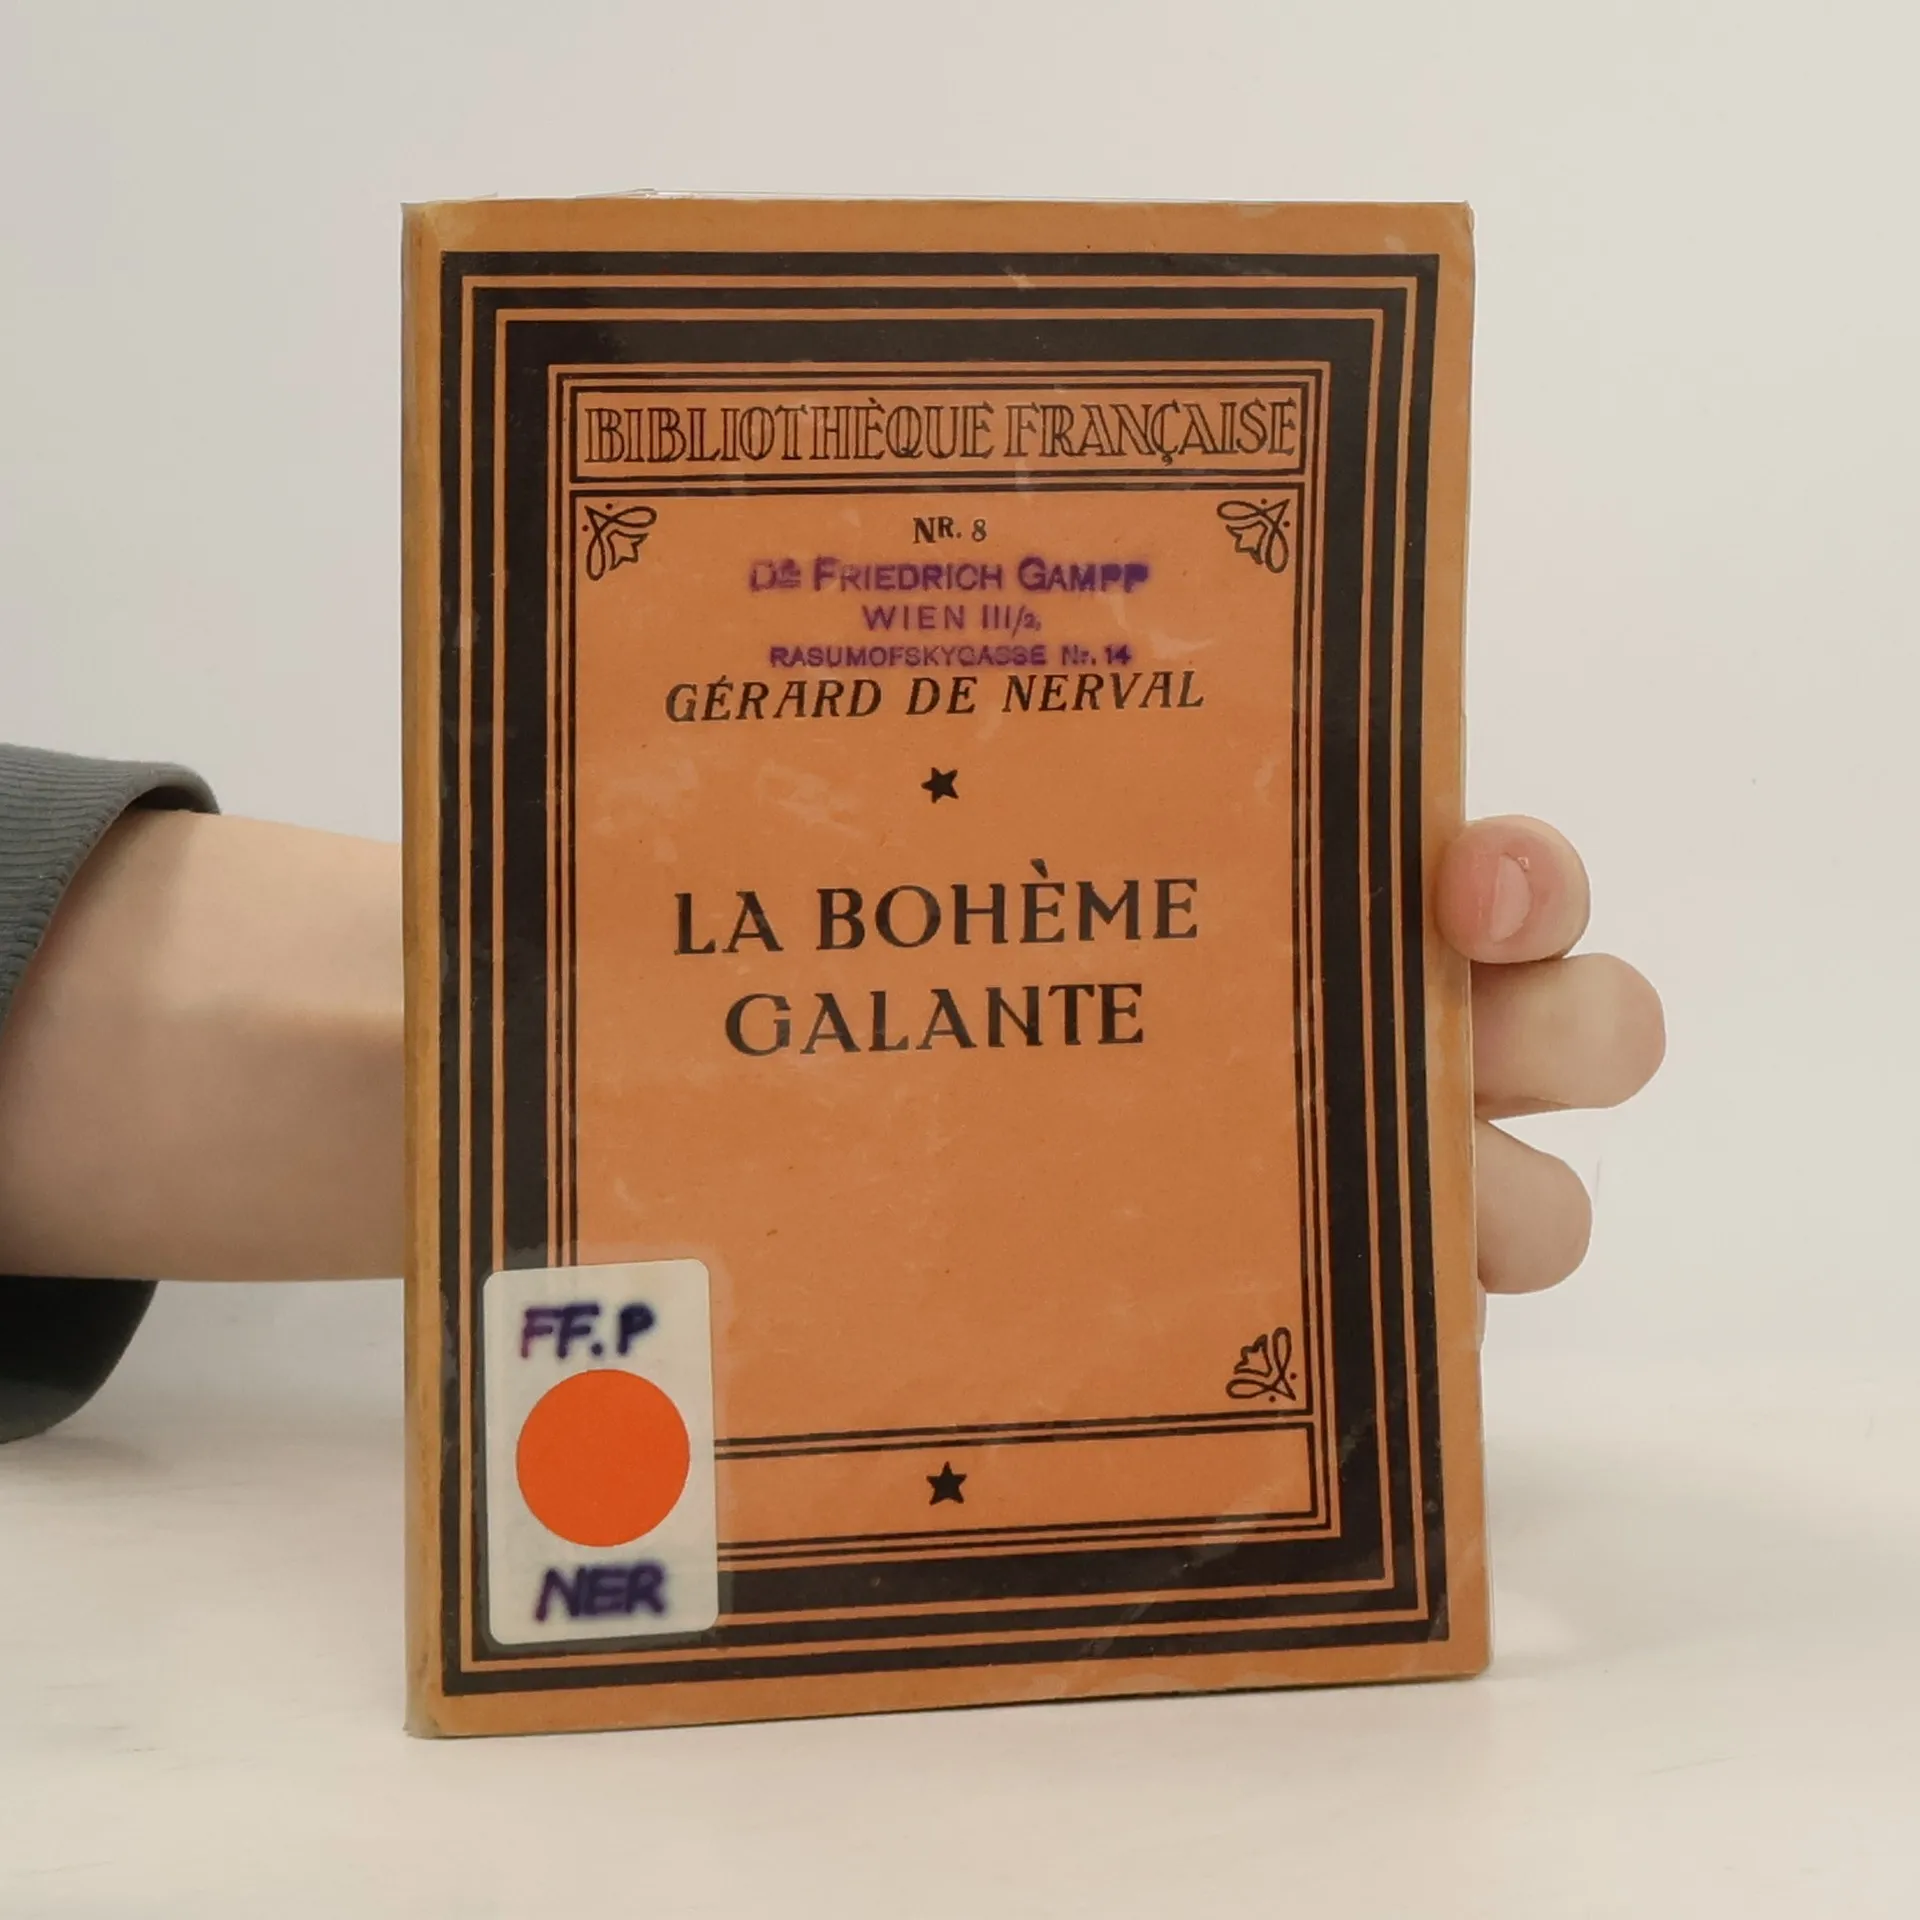 BIBLIOTHÈQUE FRANÇAISE
NR. 8
DR. FRIEDRICH GAMPP
WIEN III/2,
RASUMOFSKYGASSE Nr. 14
GÉRARD DE NERVAL
LA BOHÈME
GALANTE
FF.P
NER